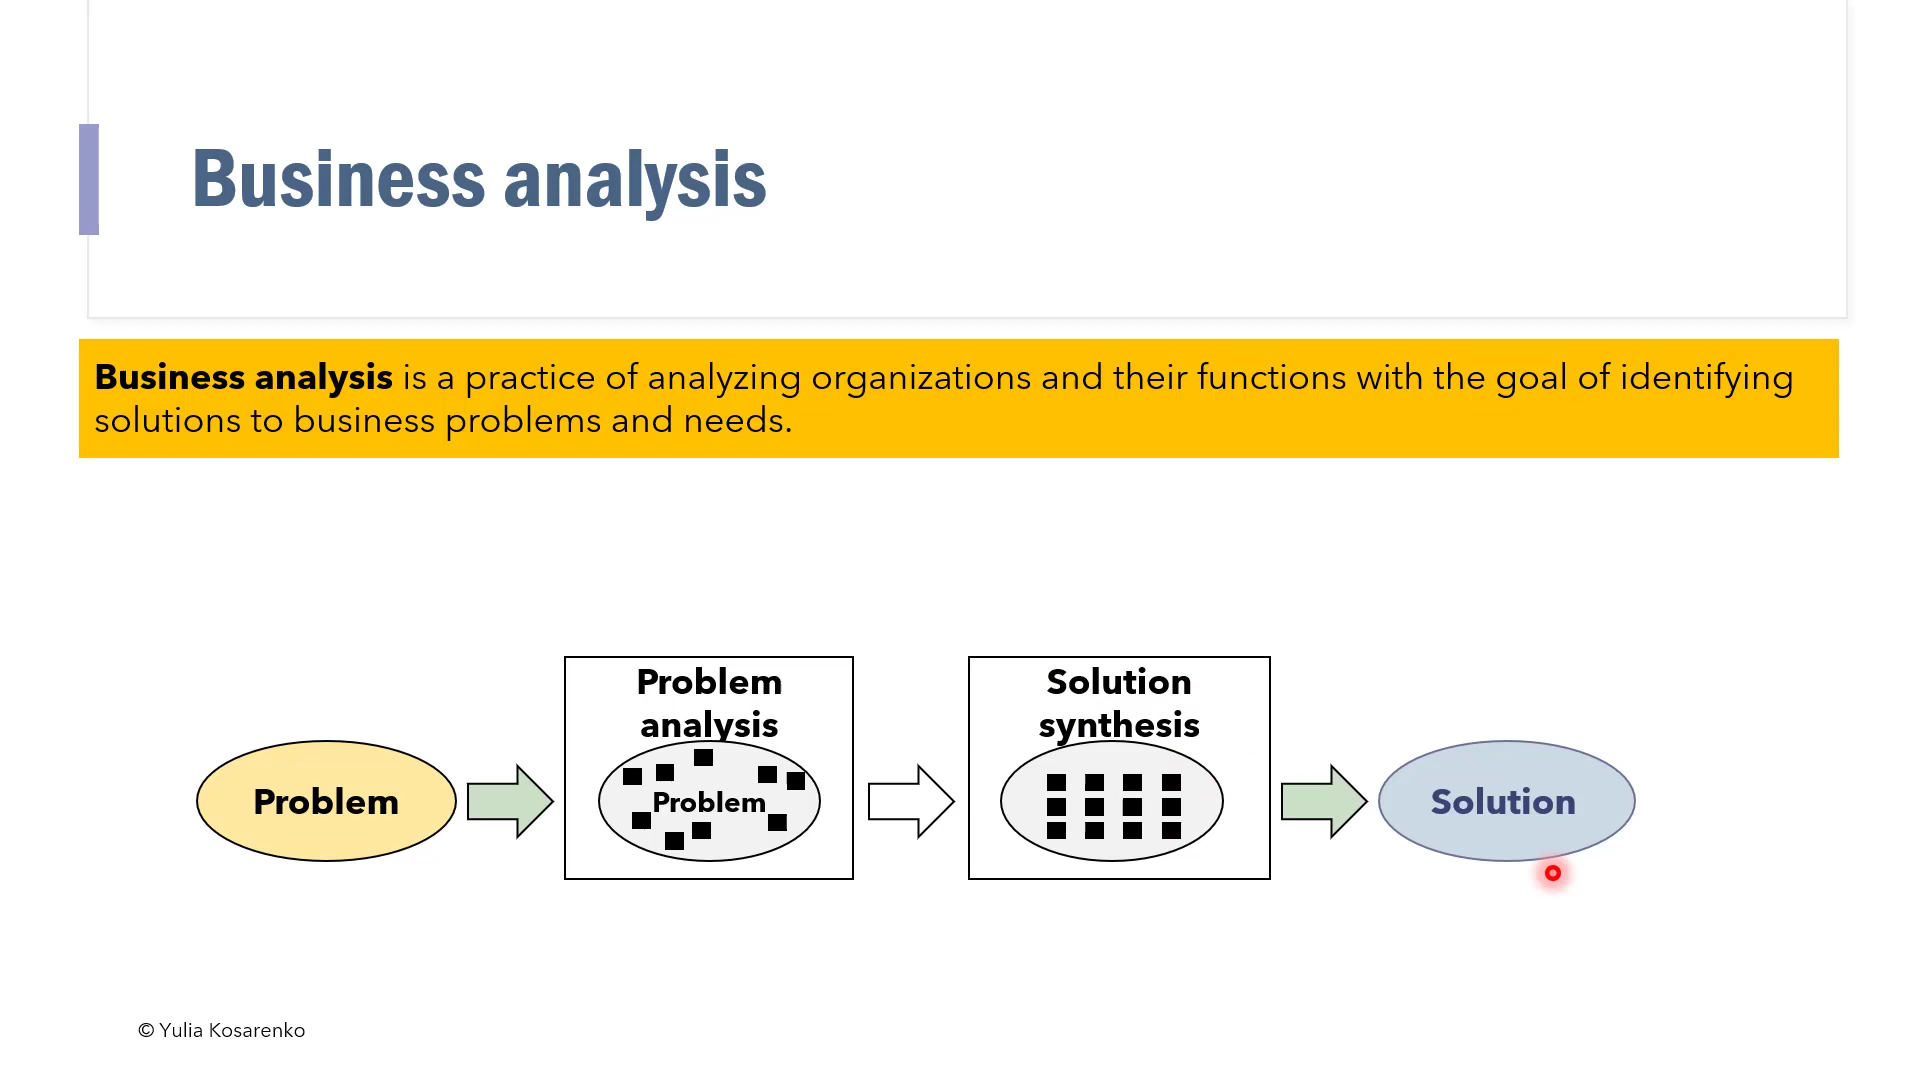 Business analysis
Business analysis is a practice of analyzing organizations and their functions with the goal of identifying
solutions to business problems and needs.
Problem
Problem
analysis
Problem
Solution
synthesis
Solution
© Yulia Kosarenko